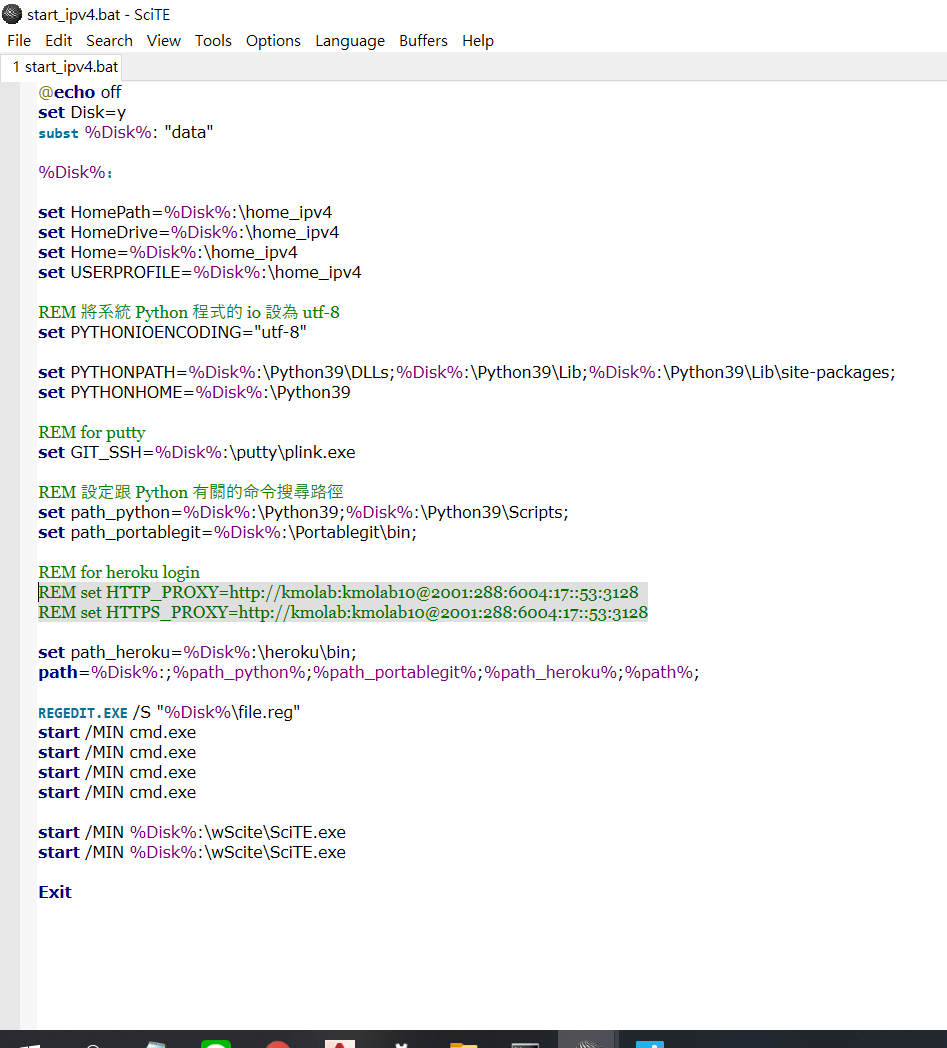 start_ipv4.bat - SciTE
File Edit Search View Tools Options Language Buffers Help
1 start_ipv4.bat
@echo off
set Disk=y
subst %Disk%: "data"
%Disk%:
set HomePath=%Disk%:\home_ipv4
set HomeDrive=%Disk%:\home_ipv4
set Home=%Disk%:\home_ipv4
set USERPROFILE=%Disk%:\home_ipv4
REM 將系統 Python 程式的 io 設為 utf-8
set PYTHONIOENCODING="utf-8"
set PYTHONPATH=%Disk%:\Python39\DLLs;%Disk%:\Python39\Lib;%Disk%:\Python39\Lib\site-packages;
set PYTHONHOME=%Disk%:\Python39
REM for putty
set GIT_SSH=%Disk%:\putty\plink.exe
REM 設定跟 Python 有關的命令搜尋路徑
set path_python=%Disk%:\Python39;%Disk%:\Python39\Scripts;
set path_portablegit=%Disk%:\Portablegit\bin;
REM for heroku login
REM set HTTP_PROXY=http://kmolab:kmolab10@2001:288:6004:17::53:3128
REM set HTTPS_PROXY=http://kmolab:kmolab10@2001:288:6004:17::53:3128
set path_heroku=%Disk%:\heroku\bin;
path=%Disk%:;%path_python%;%path_portablegit%;%path_heroku%;%path%;
REGEDIT.EXE /S "%Disk%\file.reg"
start /MIN cmd.exe
start /MIN cmd.exe
start /MIN cmd.exe
start /MIN cmd.exe
start /MIN %Disk%:\wScite\SciTE.exe
start /MIN %Disk%:\wScite\SciTE.exe
Exit